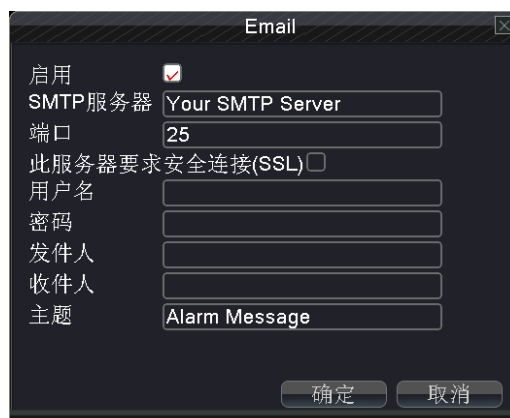 Email
启用
SMTP服务器 Your SMTP Server
端口 25
此服务器要求安全连接(SSL)
用户名
密码
发件人
收件人
主题 Alarm Message
确定 取消